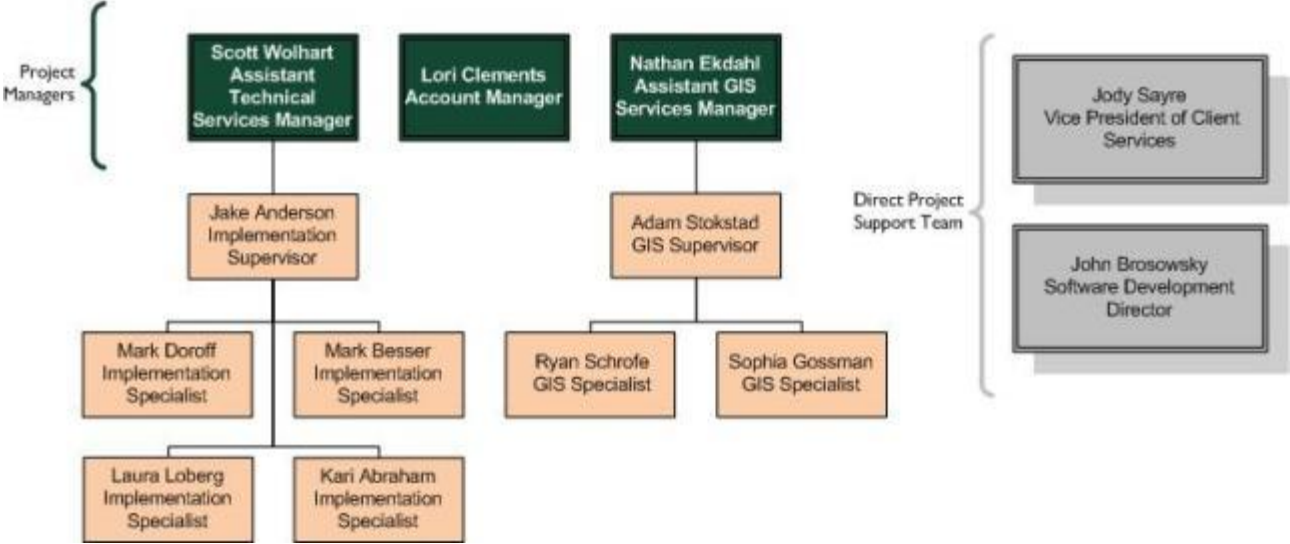 Project
Managers
Scott Wolhart
Assistant
Technical
Services Manager
Lori Clements
Account Manager
Nathan Ekdahl
Assistant GIS
Services Manager
Jake Anderson
Implementation
Supervisor
Adam Stokstad
GIS Supervisor
Mark Doroff
Implementation
Specialist
Mark Besser
Implementation
Specialist
Ryan Schrofe
GIS Specialist
Sophia Gossman
GIS Specialist
Laura Loberg
Implementation
Specialist
Kari Abraham
Implementation
Specialist
Direct Project
Support Team
Jody Sayre
Vice President of Client
Services
John Brosowsky
Software Development
Director